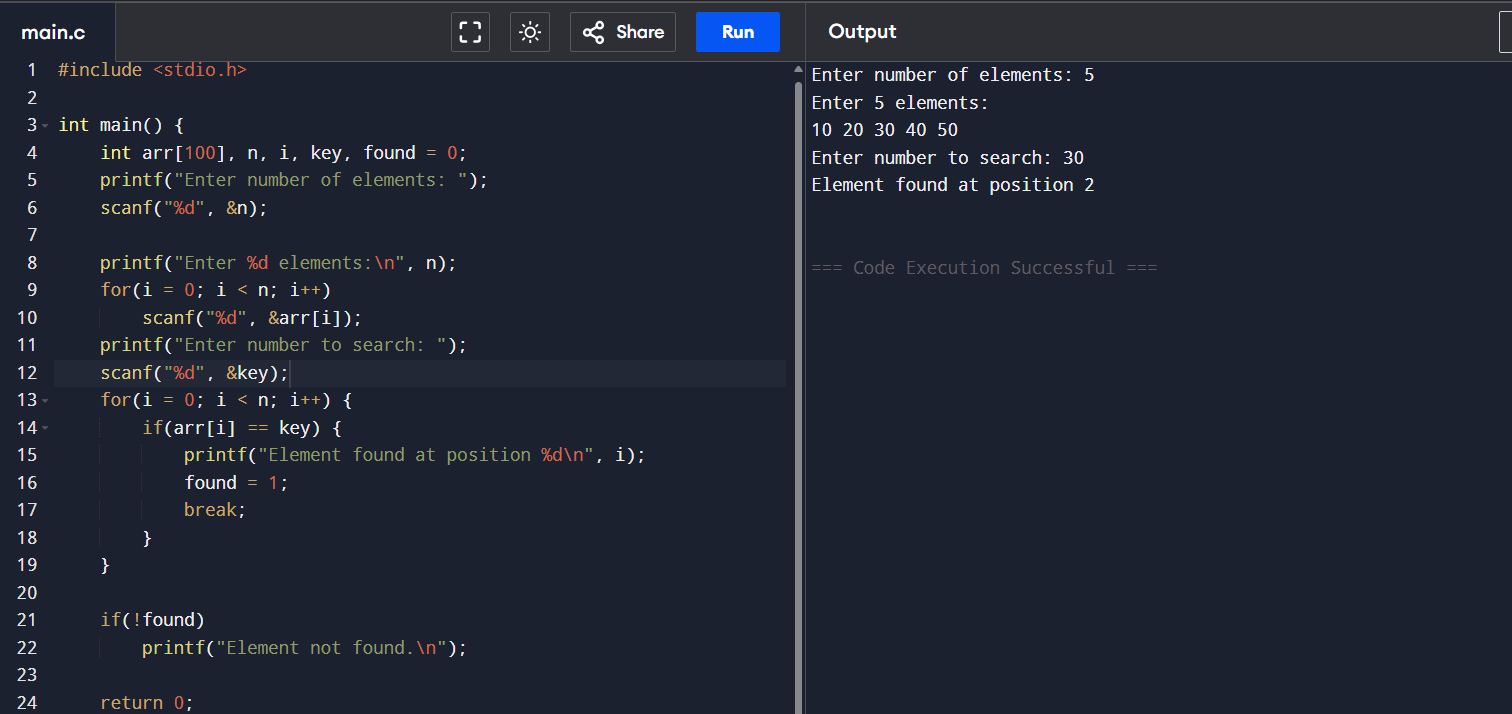 main.c
Share
Run
Output
1 #include <stdio.h>
2
3 int main() {
4     int arr[100], n, i, key, found = 0;
5     printf("Enter number of elements: ");
6     scanf("%d", &n);
7
8     printf("Enter %d elements:\n", n);
9     for(i = 0; i < n; i++)
10         scanf("%d", &arr[i]);
11     printf("Enter number to search: ");
12     scanf("%d", &key);
13     for(i = 0; i < n; i++) {
14         if(arr[i] == key) {
15             printf("Element found at position %d\n", i);
16             found = 1;
17             break;
18         }
19     }
20
21     if(!found)
22         printf("Element not found.\n");
23
24     return 0;
Enter number of elements: 5
Enter 5 elements:
10 20 30 40 50
Enter number to search: 30
Element found at position 2
=== Code Execution Successful ===